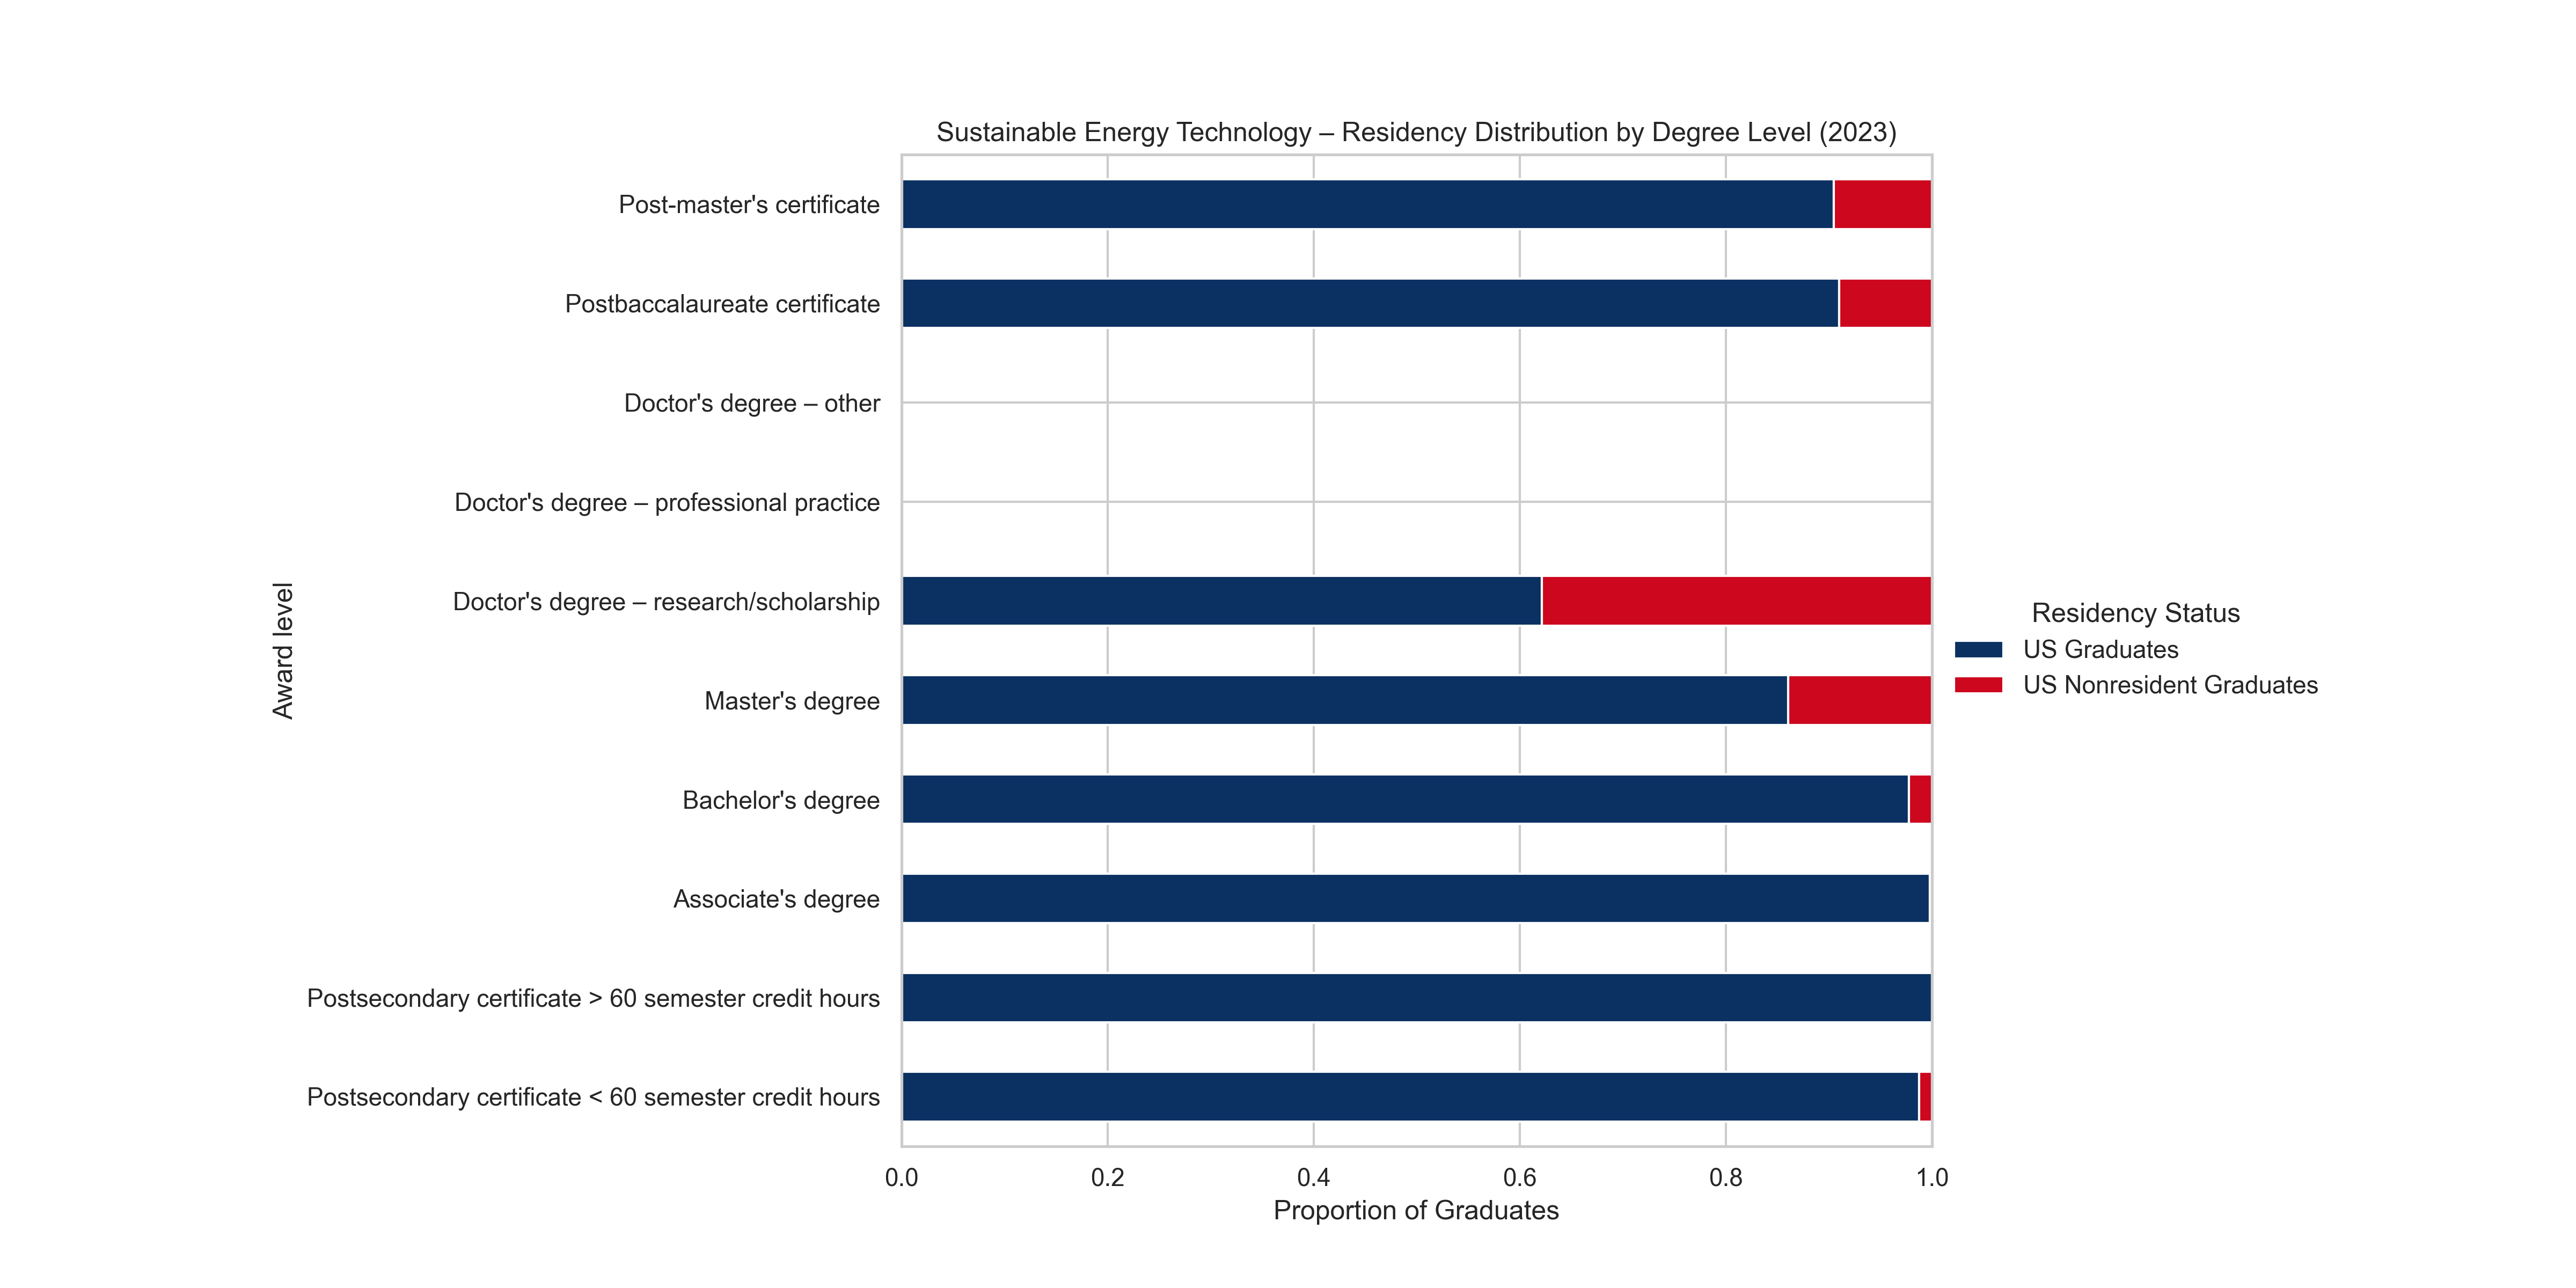 Sustainable Energy Technology – Residency Distribution by Degree Level (2023)
Award level
Post-master's certificate
Postbaccalaureate certificate
Doctor's degree – other
Doctor's degree – professional practice
Doctor's degree – research/scholarship
Master's degree
Bachelor's degree
Associate's degree
Postsecondary certificate > 60 semester credit hours
Postsecondary certificate < 60 semester credit hours
0.0 0.2 0.4 0.6 0.8 1.0
Proportion of Graduates
Residency Status
US Graduates
US Nonresident Graduates